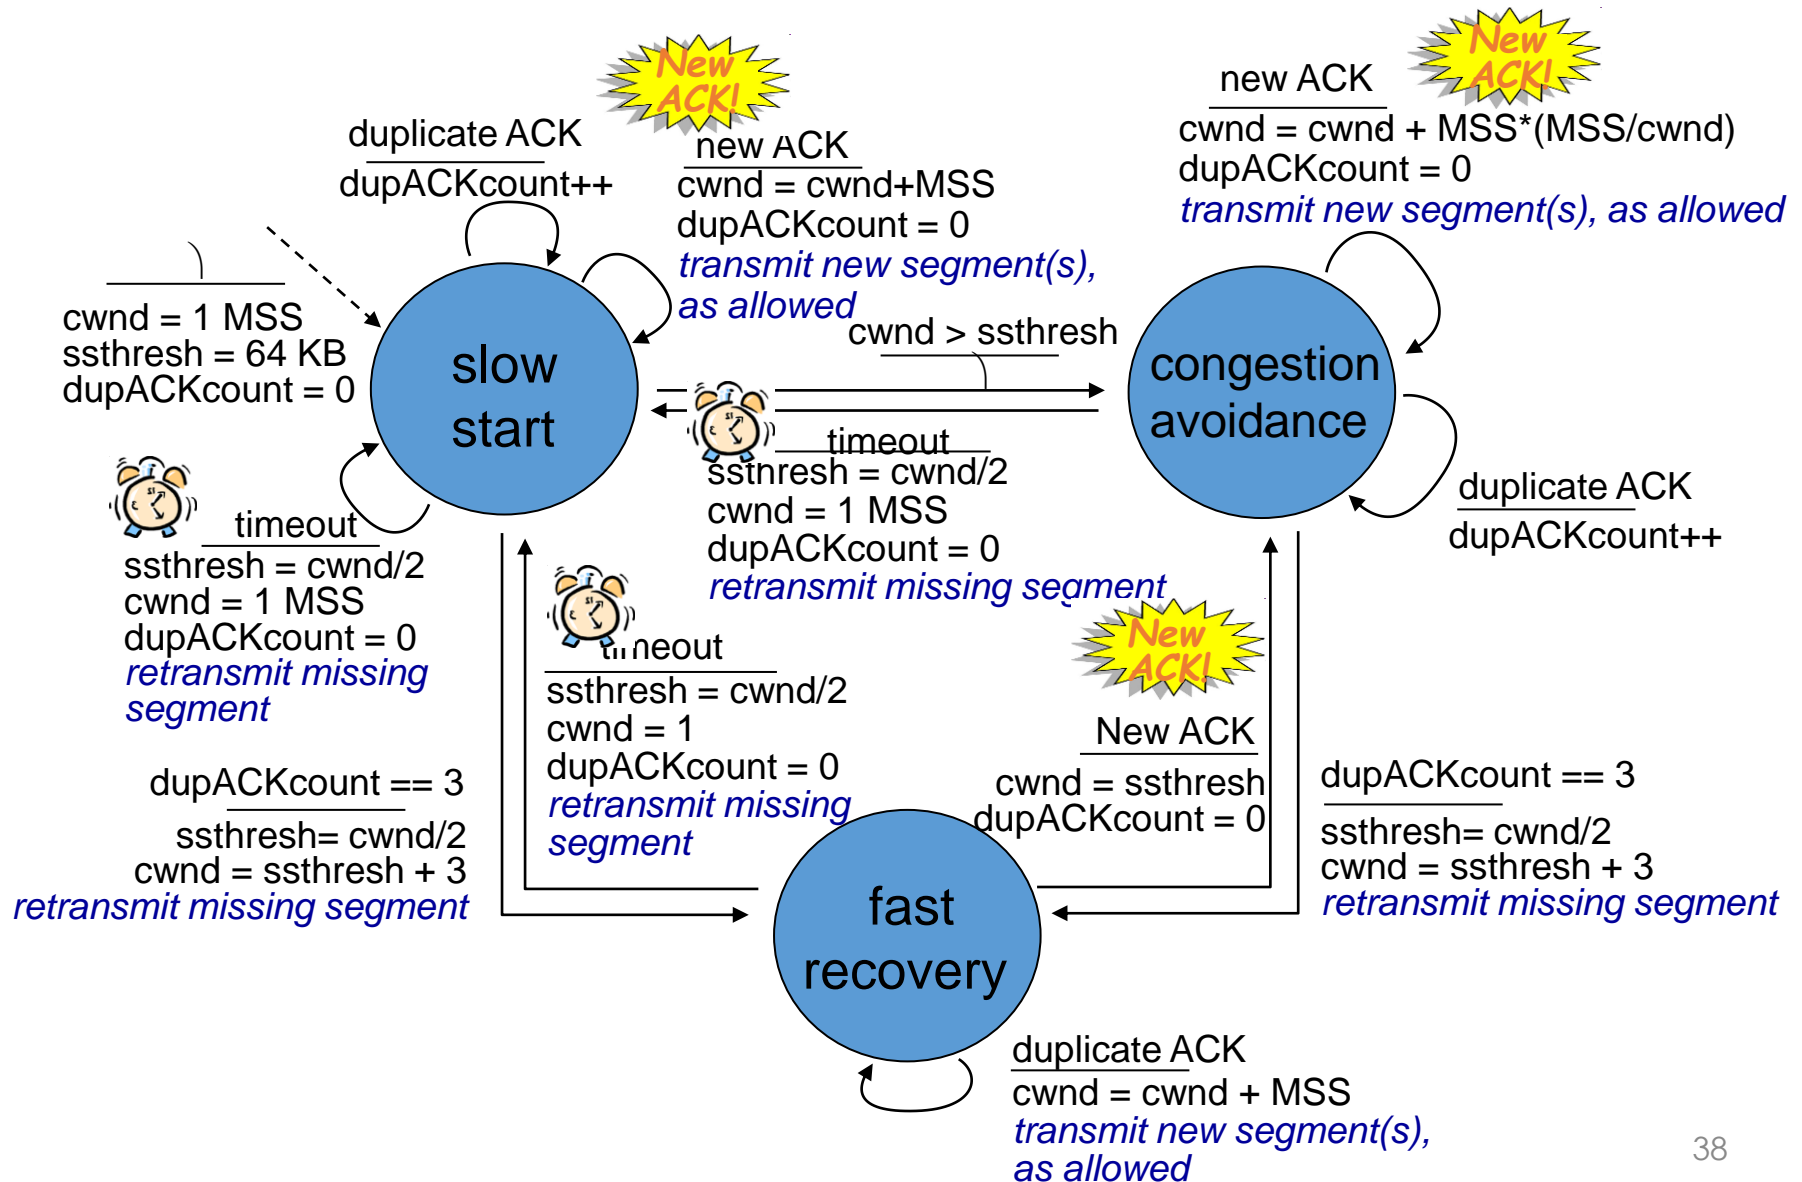 New
ACK!
duplicate ACK
dupACKcount++
new ACK
cwnd = cwnd+MSS
dupACKcount = 0
transmit new segment(s),
as allowed
New
ACK!
new ACK
cwnd = cwnd + MSS*(MSS/cwnd)
dupACKcount = 0
transmit new segment(s), as allowed
cwnd = 1 MSS
ssthresh = 64 KB
dupACKcount = 0
slow
start
cwnd > ssthresh
congestion
avoidance
timeout
ssthresh = cwnd/2
cwnd = 1 MSS
dupACKcount = 0
retransmit missing segment
duplicate ACK
dupACKcount++
timeout
ssthresh = cwnd/2
cwnd = 1 MSS
dupACKcount = 0
retransmit missing
segment
timeout
ssthresh = cwnd/2
cwnd = 1
dupACKcount = 0
retransmit missing
segment
New
ACK!
New ACK
cwnd = ssthresh
dupACKcount = 0
dupACKcount == 3
ssthresh= cwnd/2
cwnd = ssthresh + 3
retransmit missing segment
dupACKcount == 3
ssthresh= cwnd/2
cwnd = ssthresh + 3
retransmit missing segment
fast
recovery
duplicate ACK
cwnd = cwnd + MSS
transmit new segment(s),
as allowed
38